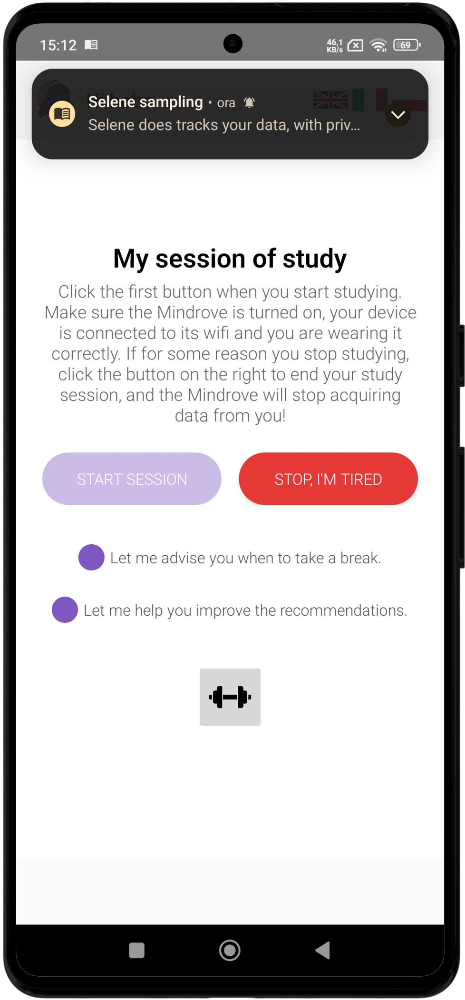 15:12
46,1
KB/s
69
Selene sampling • ora
Selene does tracks your data, with priv...
My session of study
Click the first button when you start studying.
Make sure the Mindrove is turned on, your device
is connected to its wifi and you are wearing it
correctly. If for some reason you stop studying,
click the button on the right to end your study
session, and the Mindrove will stop acquiring
data from you!
START SESSION
STOP, I'M TIRED
Let me advise you when to take a break.
Let me help you improve the recommendations.